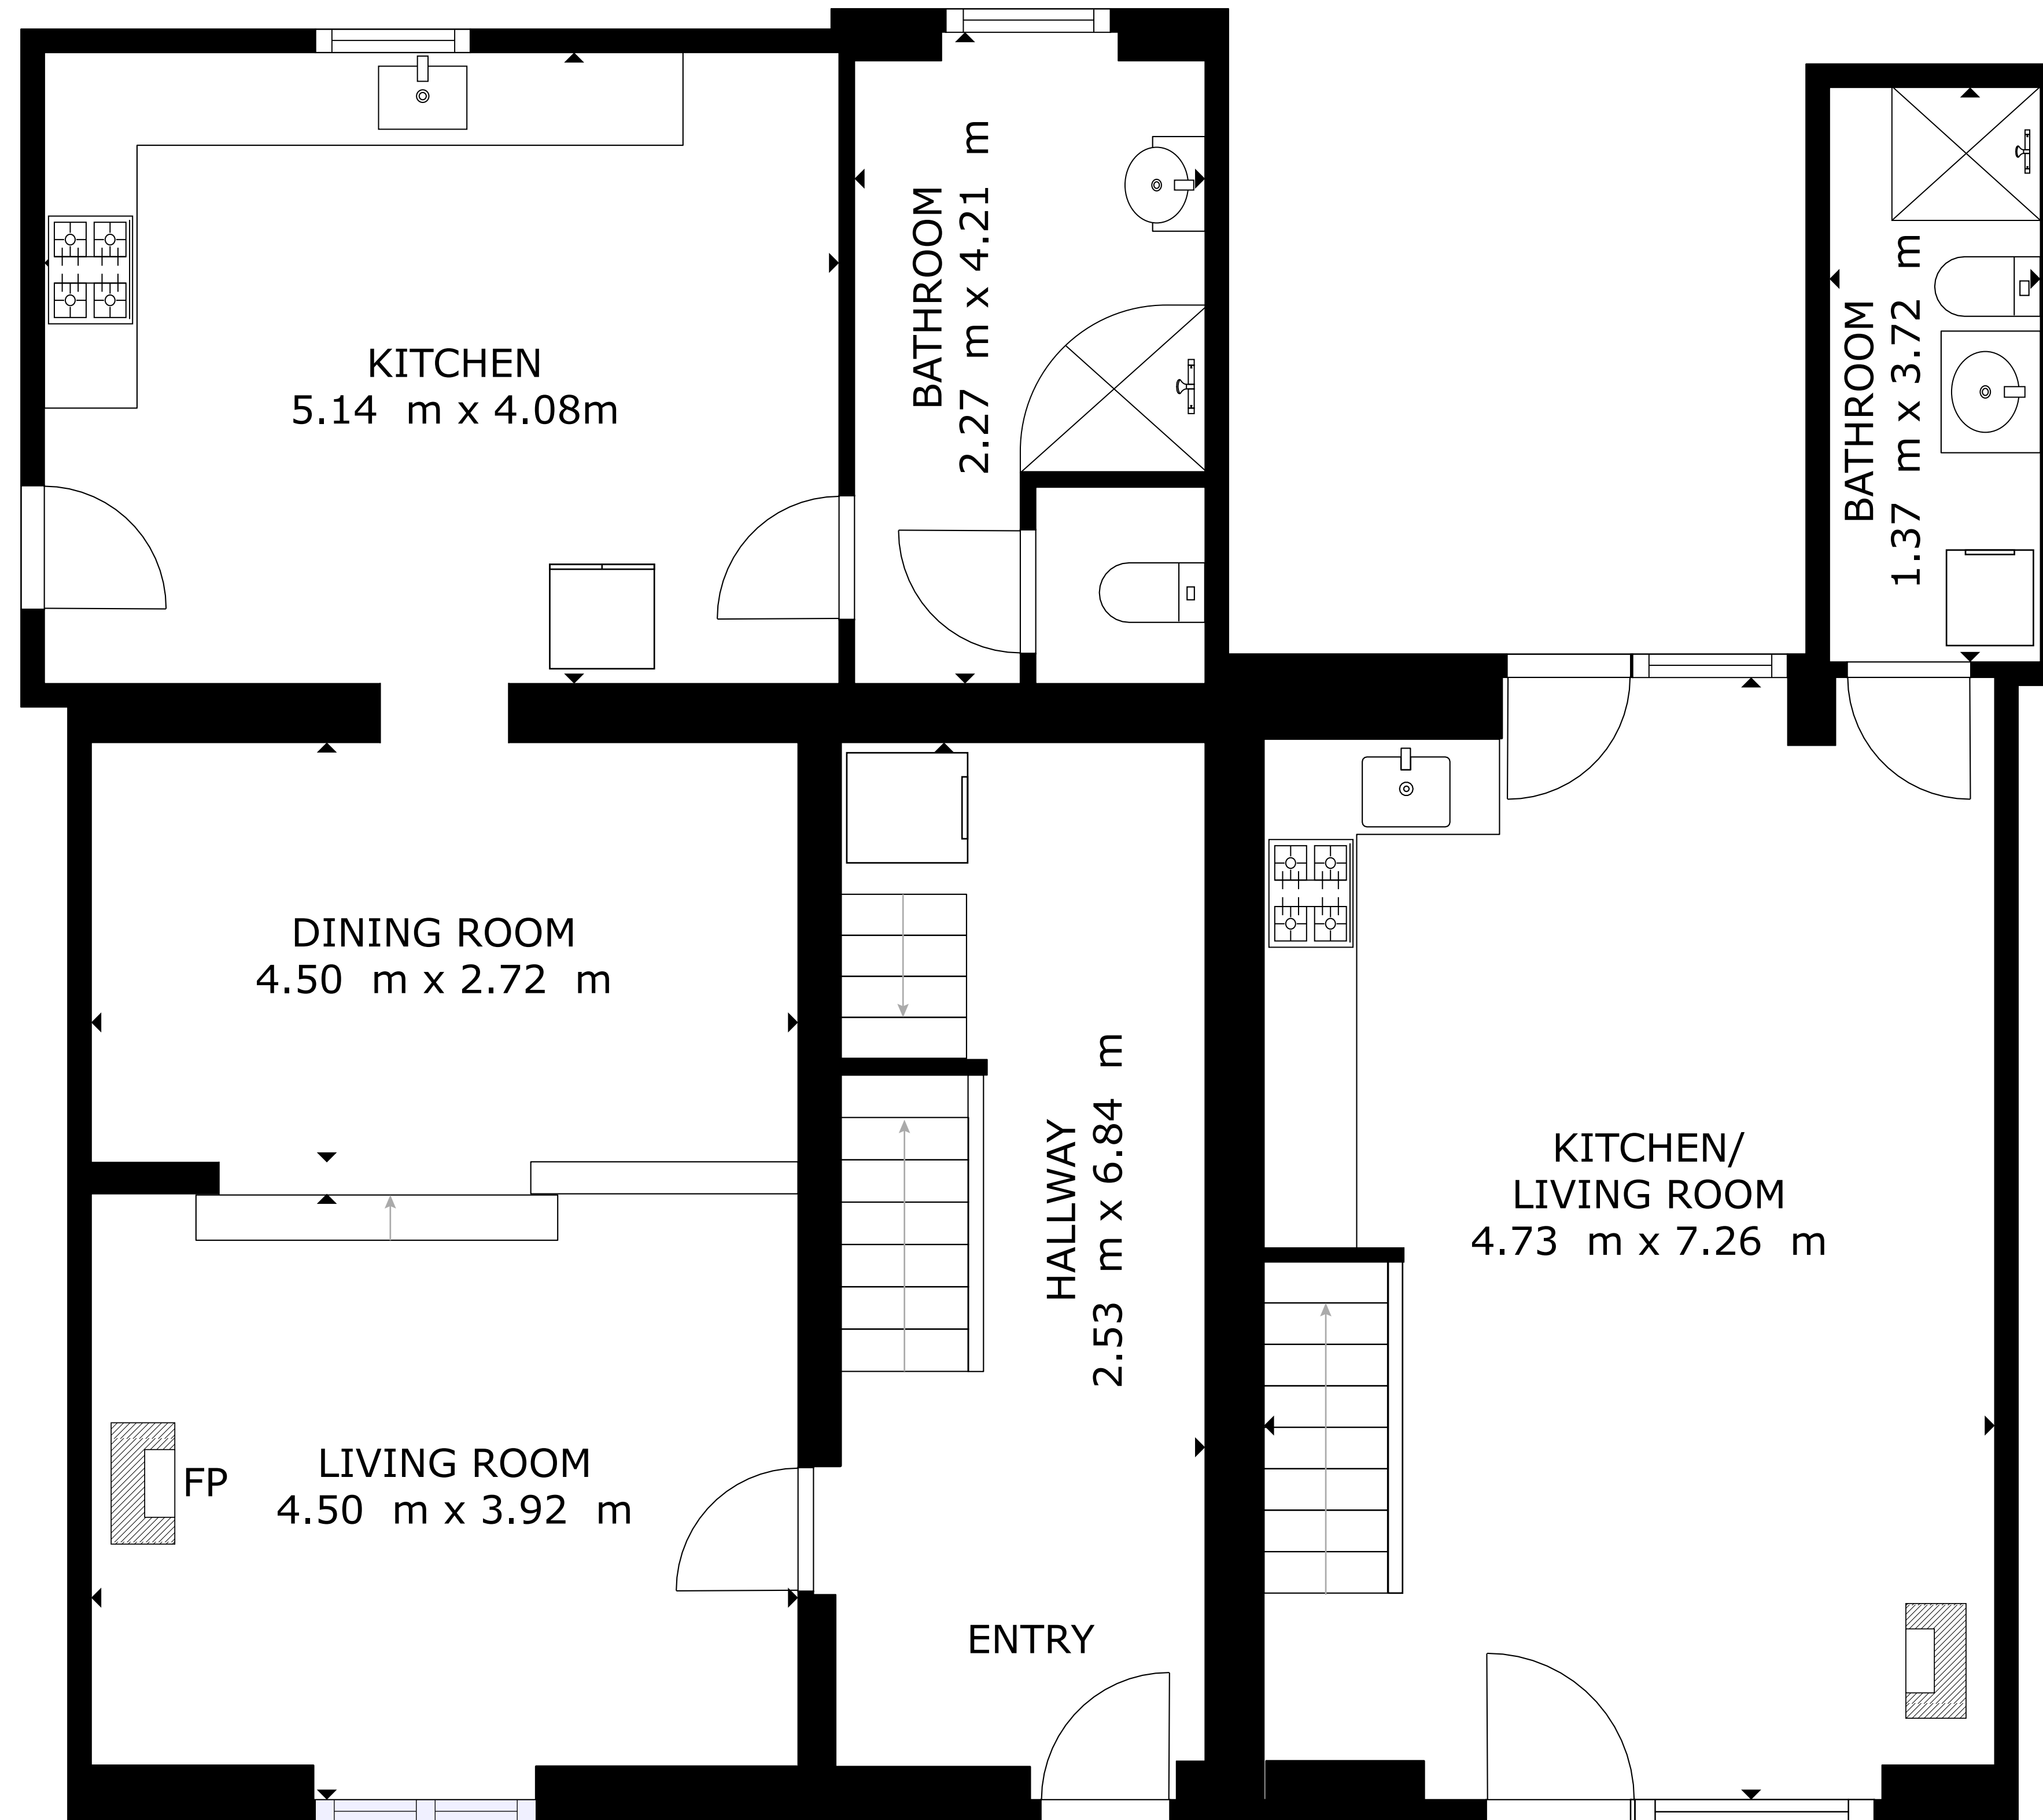 KITCHEN
5.14 m x 4.08m
BATHROOM
2.27 m x 4.21 m
BATHROOM
1.37 m x 3.72 m
DINING ROOM
4.50 m x 2.72 m
HALLWAY
2.53 m x 6.84 m
KITCHEN/
LIVING ROOM
4.73 m x 7.26 m
FP
LIVING ROOM
4.50 m x 3.92 m
ENTRY